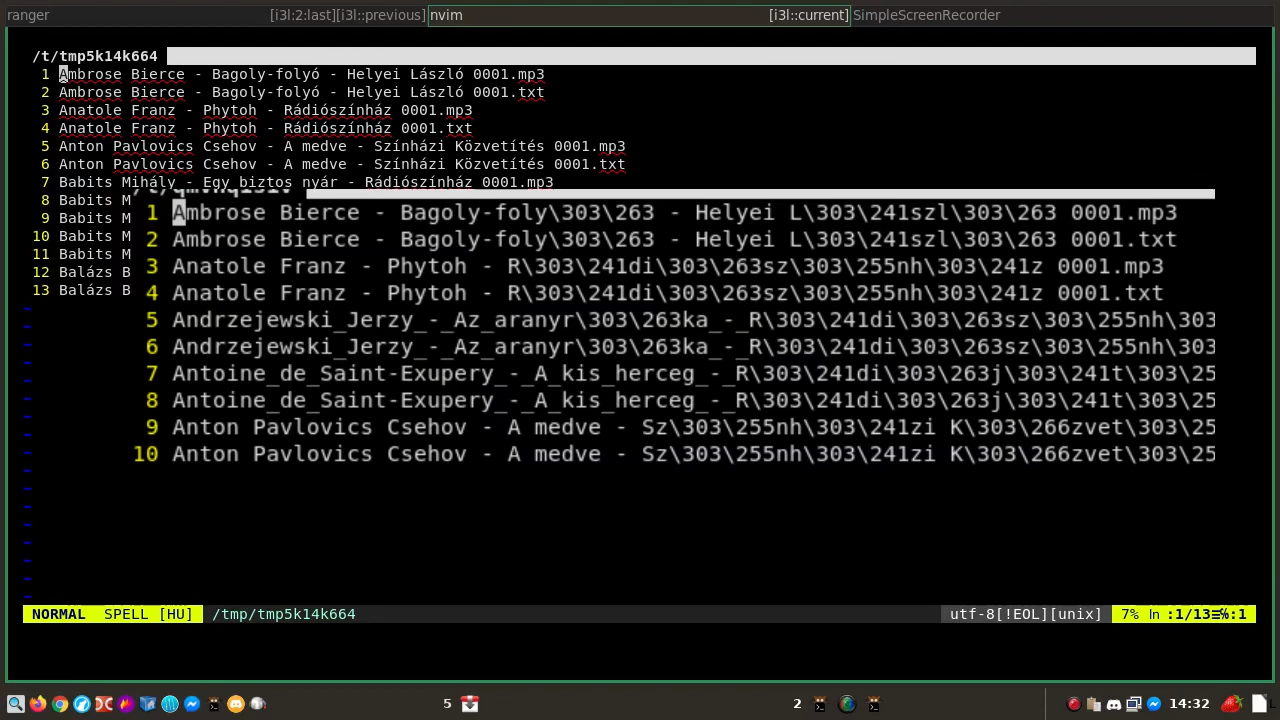 ranger [i3l:2:last][i3l::previous] nvim [i3l::current] SimpleScreenRecorder
/t/tmp5k14k664
1 Ambrose Bierce - Bagoly-folyó - Helyei László 0001.mp3
2 Ambrose Bierce - Bagoly-folyó - Helyei László 0001.txt
3 Anatole Franz - Phytoh - Rádiószínház 0001.mp3
4 Anatole Franz - Phytoh - Rádiószínház 0001.txt
5 Anton Pavlovics Csehov - A medve - Színházi Közvetítés 0001.mp3
6 Anton Pavlovics Csehov - A medve - Színházi Közvetítés 0001.txt
7 Babits Mihály - Egy biztos nyár - Rádiószínház 0001.mp3
8 Babits M
9 Babits M
10 Babits M
11 Babits M
12 Balázs B
13 Balázs B
1 Ambrose Bierce - Bagoly-foly\303\263 - Helyei L\303\241szl\303\263 0001.mp3
2 Ambrose Bierce - Bagoly-foly\303\263 - Helyei L\303\241szl\303\263 0001.txt
3 Anatole Franz - Phytoh - R\303\241di\303\263sz\303\255nh\303\241z 0001.mp3
4 Anatole Franz - Phytoh - R\303\241di\303\263sz\303\255nh\303\241z 0001.txt
5 Andrzejewski_Jerzy_-_Az_aranyr\303\263ka_-_R\303\241di\303\263sz\303\255nh\303
6 Andrzejewski_Jerzy_-_Az_aranyr\303\263ka_-_R\303\241di\303\263sz\303\255nh\303
7 Antoine_de_Saint-Exupery_-_A_kis_herceg_-_R\303\241di\303\263j\303\241t\303\25
8 Antoine_de_Saint-Exupery_-_A_kis_herceg_-_R\303\241di\303\263j\303\241t\303\25
9 Anton Pavlovics Csehov - A medve - Sz\303\255nh\303\241zi K\303\266zvet\303\25
10 Anton Pavlovics Csehov - A medve - Sz\303\255nh\303\241zi K\303\266zvet\303\25
NORMAL SPELL [HU] /tmp/tmp5k14k664 utf-8[!EOL][unix] 7% ln :1/13≡℅:1
5 2 14:32